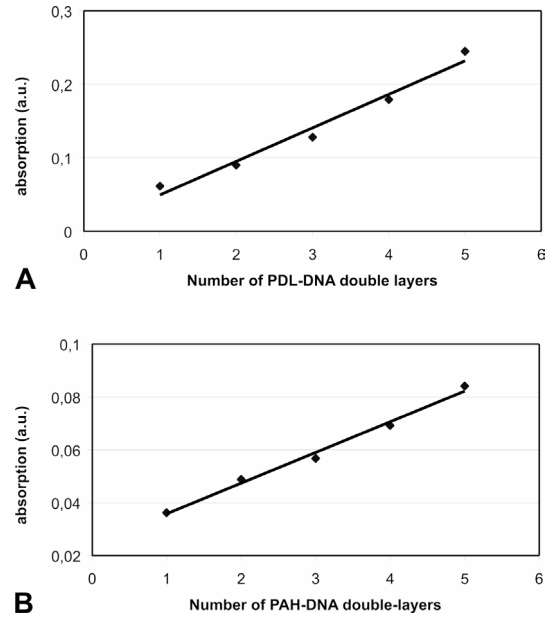 0,3
0,2
0,1
0
0 1 2 3 4 5 6
absorption (a.u.)
Number of PDL-DNA double layers
A
0,1
0,08
0,06
0,04
0,02
0 1 2 3 4 5 6
absorption (a.u.)
Number of PAH-DNA double-layers
B